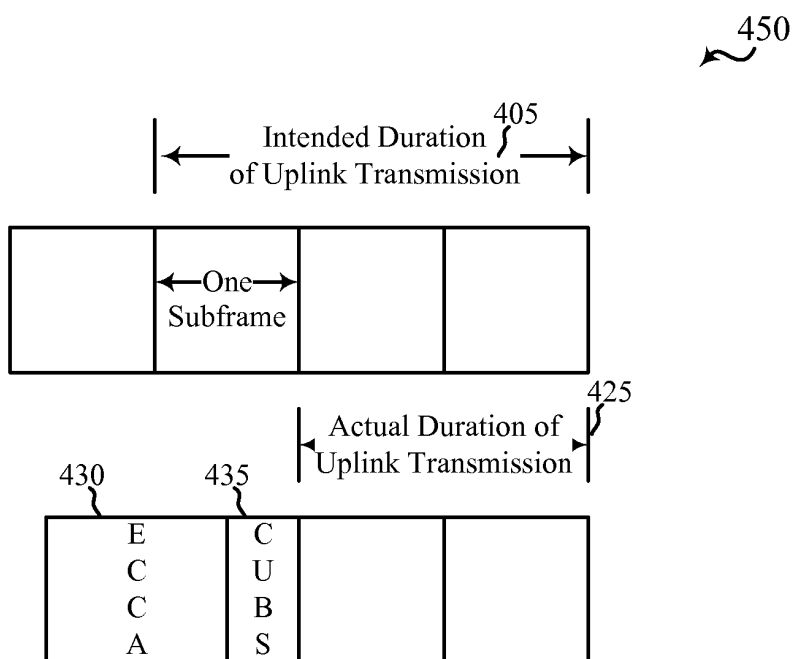 450
405
Intended Duration
of Uplink Transmission
One
Subframe
425
Actual Duration of
Uplink Transmission
430
435
E
C
C
A
C
U
B
S